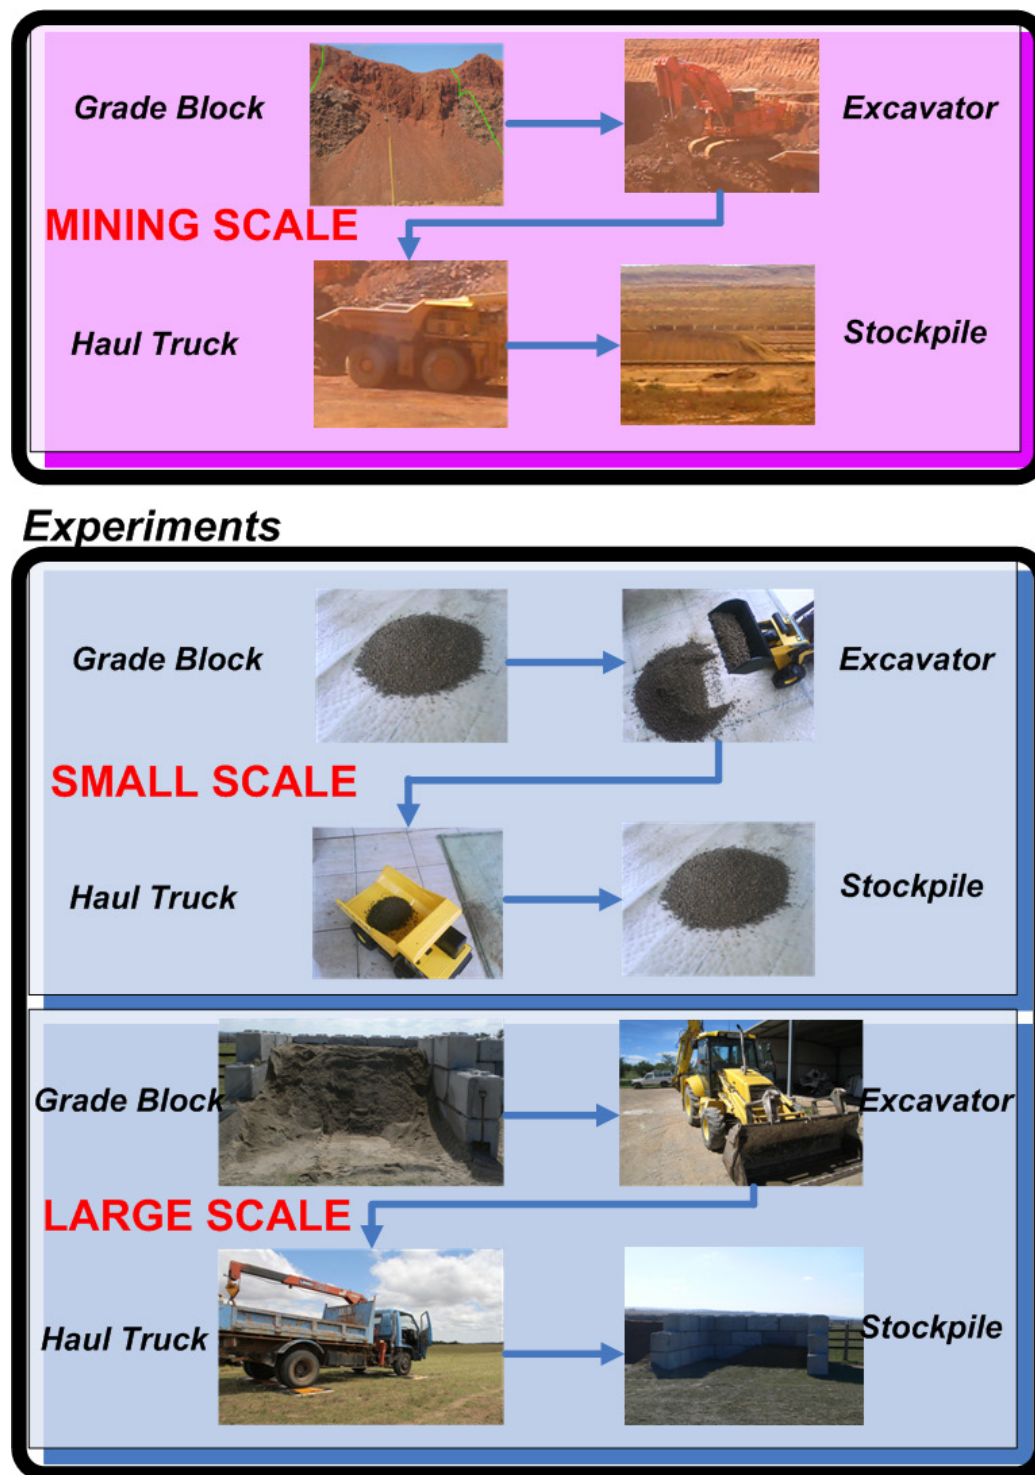 Grade Block
Excavator
MINING SCALE
Haul Truck
Stockpile
Experiments
Grade Block
Excavator
SMALL SCALE
Haul Truck
Stockpile
Grade Block
Excavator
LARGE SCALE
Haul Truck
Stockpile